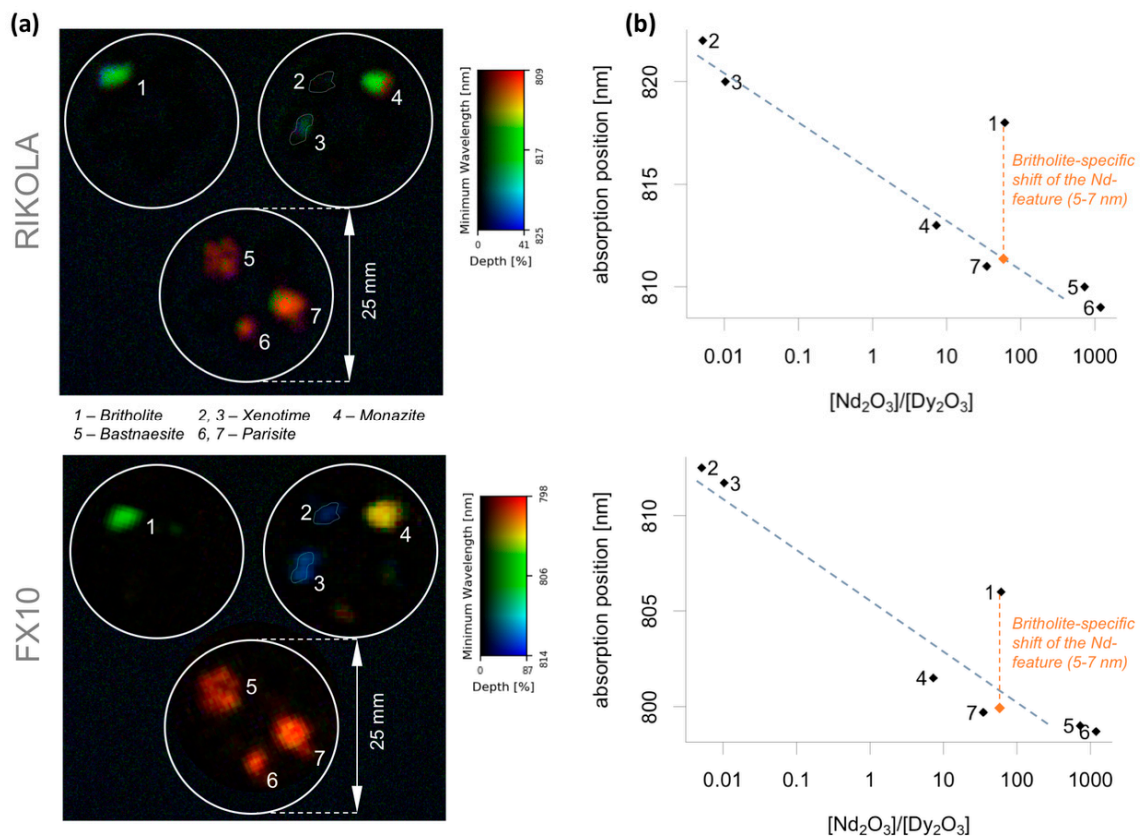 (a)
RIKOLA
1
2
3
4
5
6
7
25 mm
Minimum Wavelength [nm]
809
817
825
0
41
Depth [%]
1 – Britholite 2, 3 – Xenotime 4 – Monazite
5 – Bastnaesite 6, 7 – Parisite
FX10
1
2
3
4
5
6
7
25 mm
Minimum Wavelength [nm]
798
806
814
0
87
Depth [%]
(b)
absorption position [nm]
820
815
810
2
3
1
4
7
5
6
Britholite-specific
shift of the Nd-
feature (5-7 nm)
0.01 0.1 1 10 100 1000
[Nd₂O₃]/[Dy₂O₃]
absorption position [nm]
810
805
800
2
3
1
4
7
5
6
Britholite-specific
shift of the Nd-
feature (5-7 nm)
0.01 0.1 1 10 100 1000
[Nd₂O₃]/[Dy₂O₃]